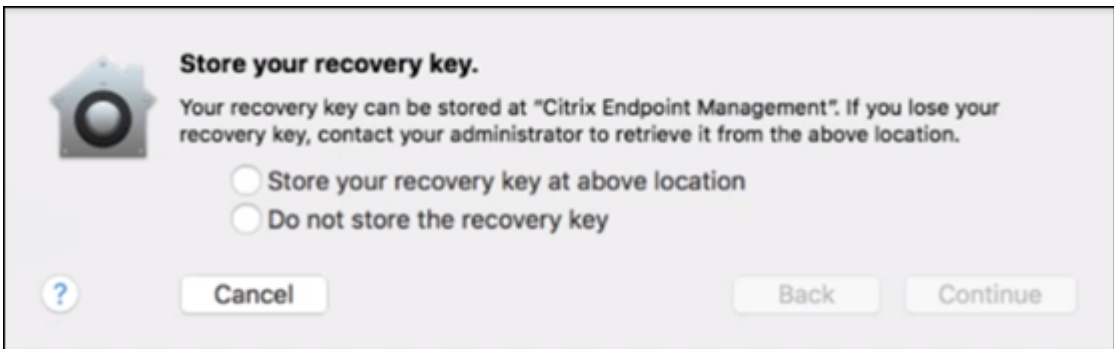 Store your recovery key.
Your recovery key can be stored at "Citrix Endpoint Management". If you lose your
recovery key, contact your administrator to retrieve it from the above location.
Store your recovery key at above location
Do not store the recovery key
? Cancel Back Continue